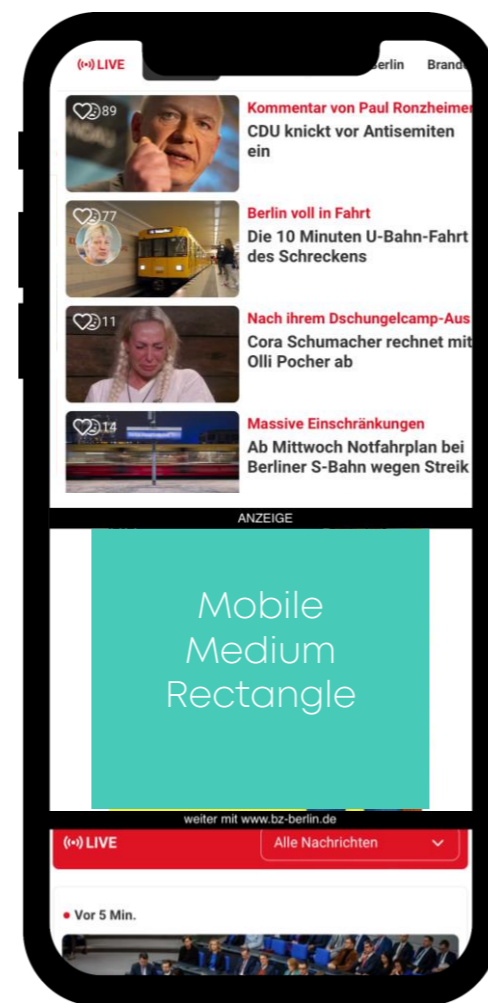 LIVE
erlin Brand
89
Kommentar von Paul Ronzheimer
CDU knickt vor Antisemiten
ein
77
Berlin voll in Fahrt
Die 10 Minuten U-Bahn-Fahrt
des Schreckens
11
Nach ihrem Dschungelcamp-Aus
Cora Schumacher rechnet mit
Olli Pocher ab
14
Massive Einschränkungen
Ab Mittwoch Notfahrplan bei
Berliner S-Bahn wegen Streik
ANZEIGE
Mobile
Medium
Rectangle
weiter mit www.bz-berlin.de
LIVE Alle Nachrichten
Vor 5 Min.